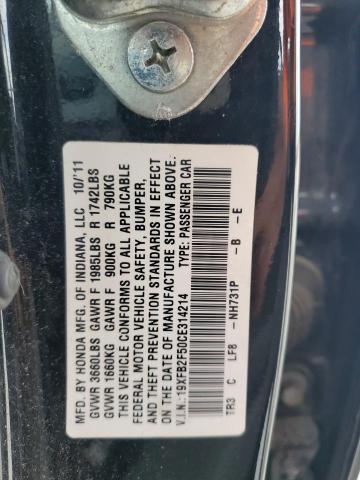 MFD. BY HONDA MFG. OF INDIANA, LLC 10/'11
GVWR 3660LBS GAWR F 1985LBS R 1742LBS
GVWR 1660KG GAWR F 900KG R 790KG
THIS VEHICLE CONFORMS TO ALL APPLICABLE
FEDERAL MOTOR VEHICLE SAFETY, BUMPER,
AND THEFT PREVENTION STANDARDS IN EFFECT
ON THE DATE OF MANUFACTURE SHOWN ABOVE.
V.I.N.: 19XFB2F50CE314214 TYPE: PASSENGER CAR
TR3 C LF8 -NH731P -B -E